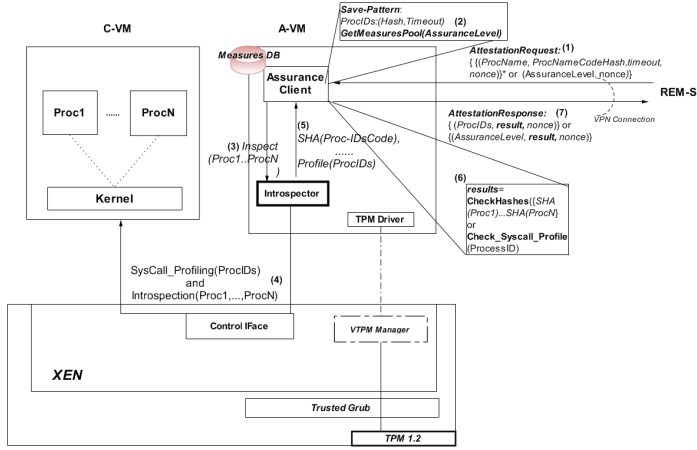 C-VM
A-VM
Save-Pattern:
ProcIDs:(Hash,Timeout) (2)
GetMeasuresPool(AssuranceLevel)
Measures DB
Assurance
Client
AttestationRequest: (1)
{ {(ProcName, ProcNameCodeHash,timeout,
nonce)}* or (AssuranceLevel, nonce)}
REM-S
Proc1
......
ProcN
Kernel
(3) Inspect
(Proc1..ProcN
)
(5)
SHA(Proc-IDsCode),
......
Profile(ProcIDs)
AttestationResponse: (7)
{ (ProcIDs, result, nonce)} or
{(AssuranceLevel, result, nonce)}
VPN Connection
Introspector
TPM Driver
(6)
results=
CheckHashes({SHA
(Proc1)...SHA(ProcN}
or
Check_Syscall_Profile
(ProcessID)
SysCall_Profiling(ProcIDs) (4)
and
Introspection(Proc1,...,ProcN)
Control IFace
VTPM Manager
XEN
Trusted Grub
TPM 1.2